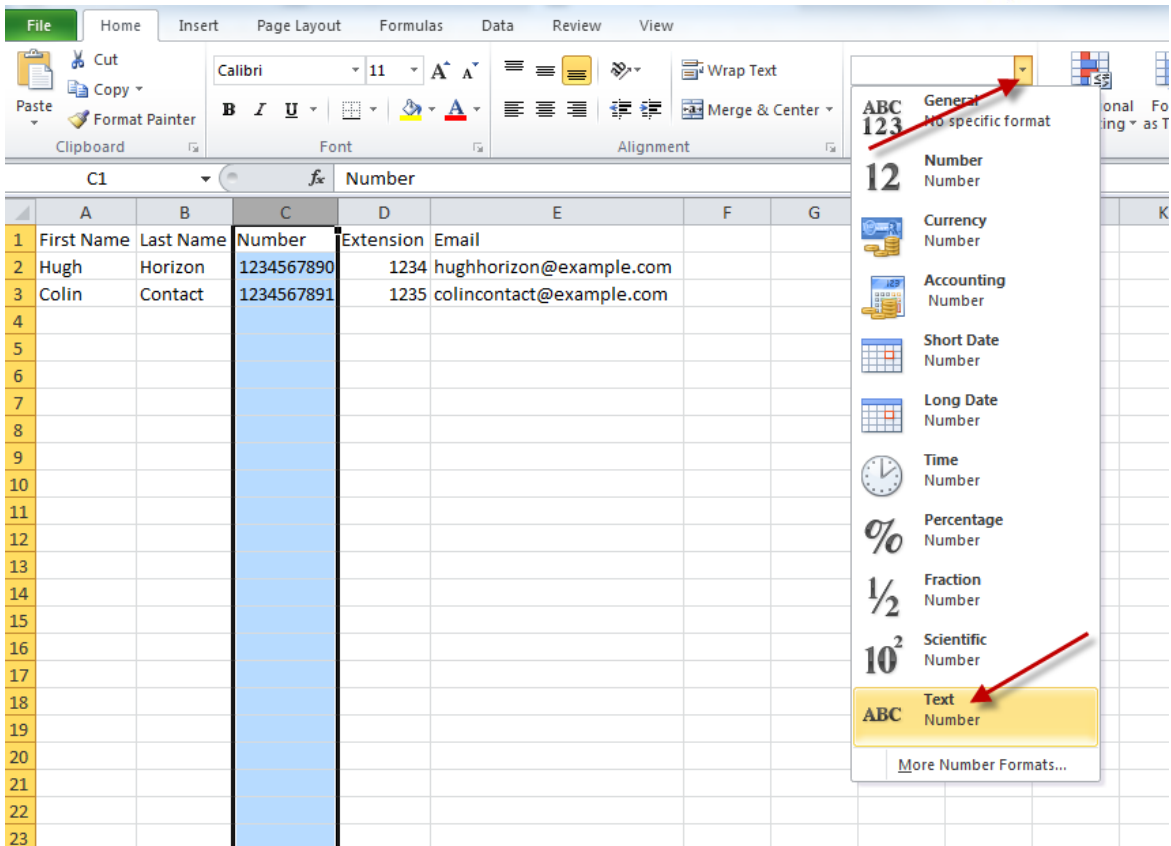 File Home Insert Page Layout Formulas Data Review View
Cut
Copy
Paste
Format Painter
Clipboard
Calibri 11 A A
B I U A
Font
Wrap Text
Merge & Center
Alignment
C1 fx Number
A B C D E F G K
1 First Name Last Name Number Extension Email
2 Hugh Horizon 1234567890 1234 hughhorizon@example.com
3 Colin Contact 1234567891 1235 colincontact@example.com
4
5
6
7
8
9
10
11
12
13
14
15
16
17
18
19
20
21
22
23
ABC
123
General
No specific format
12
Number
Number
Currency
Number
Accounting
Number
Short Date
Number
Long Date
Number
Time
Number
%
Percentage
Number
1/2
Fraction
Number
10²
Scientific
Number
ABC
Text
Number
More Number Formats...
onal Fo
ing as T